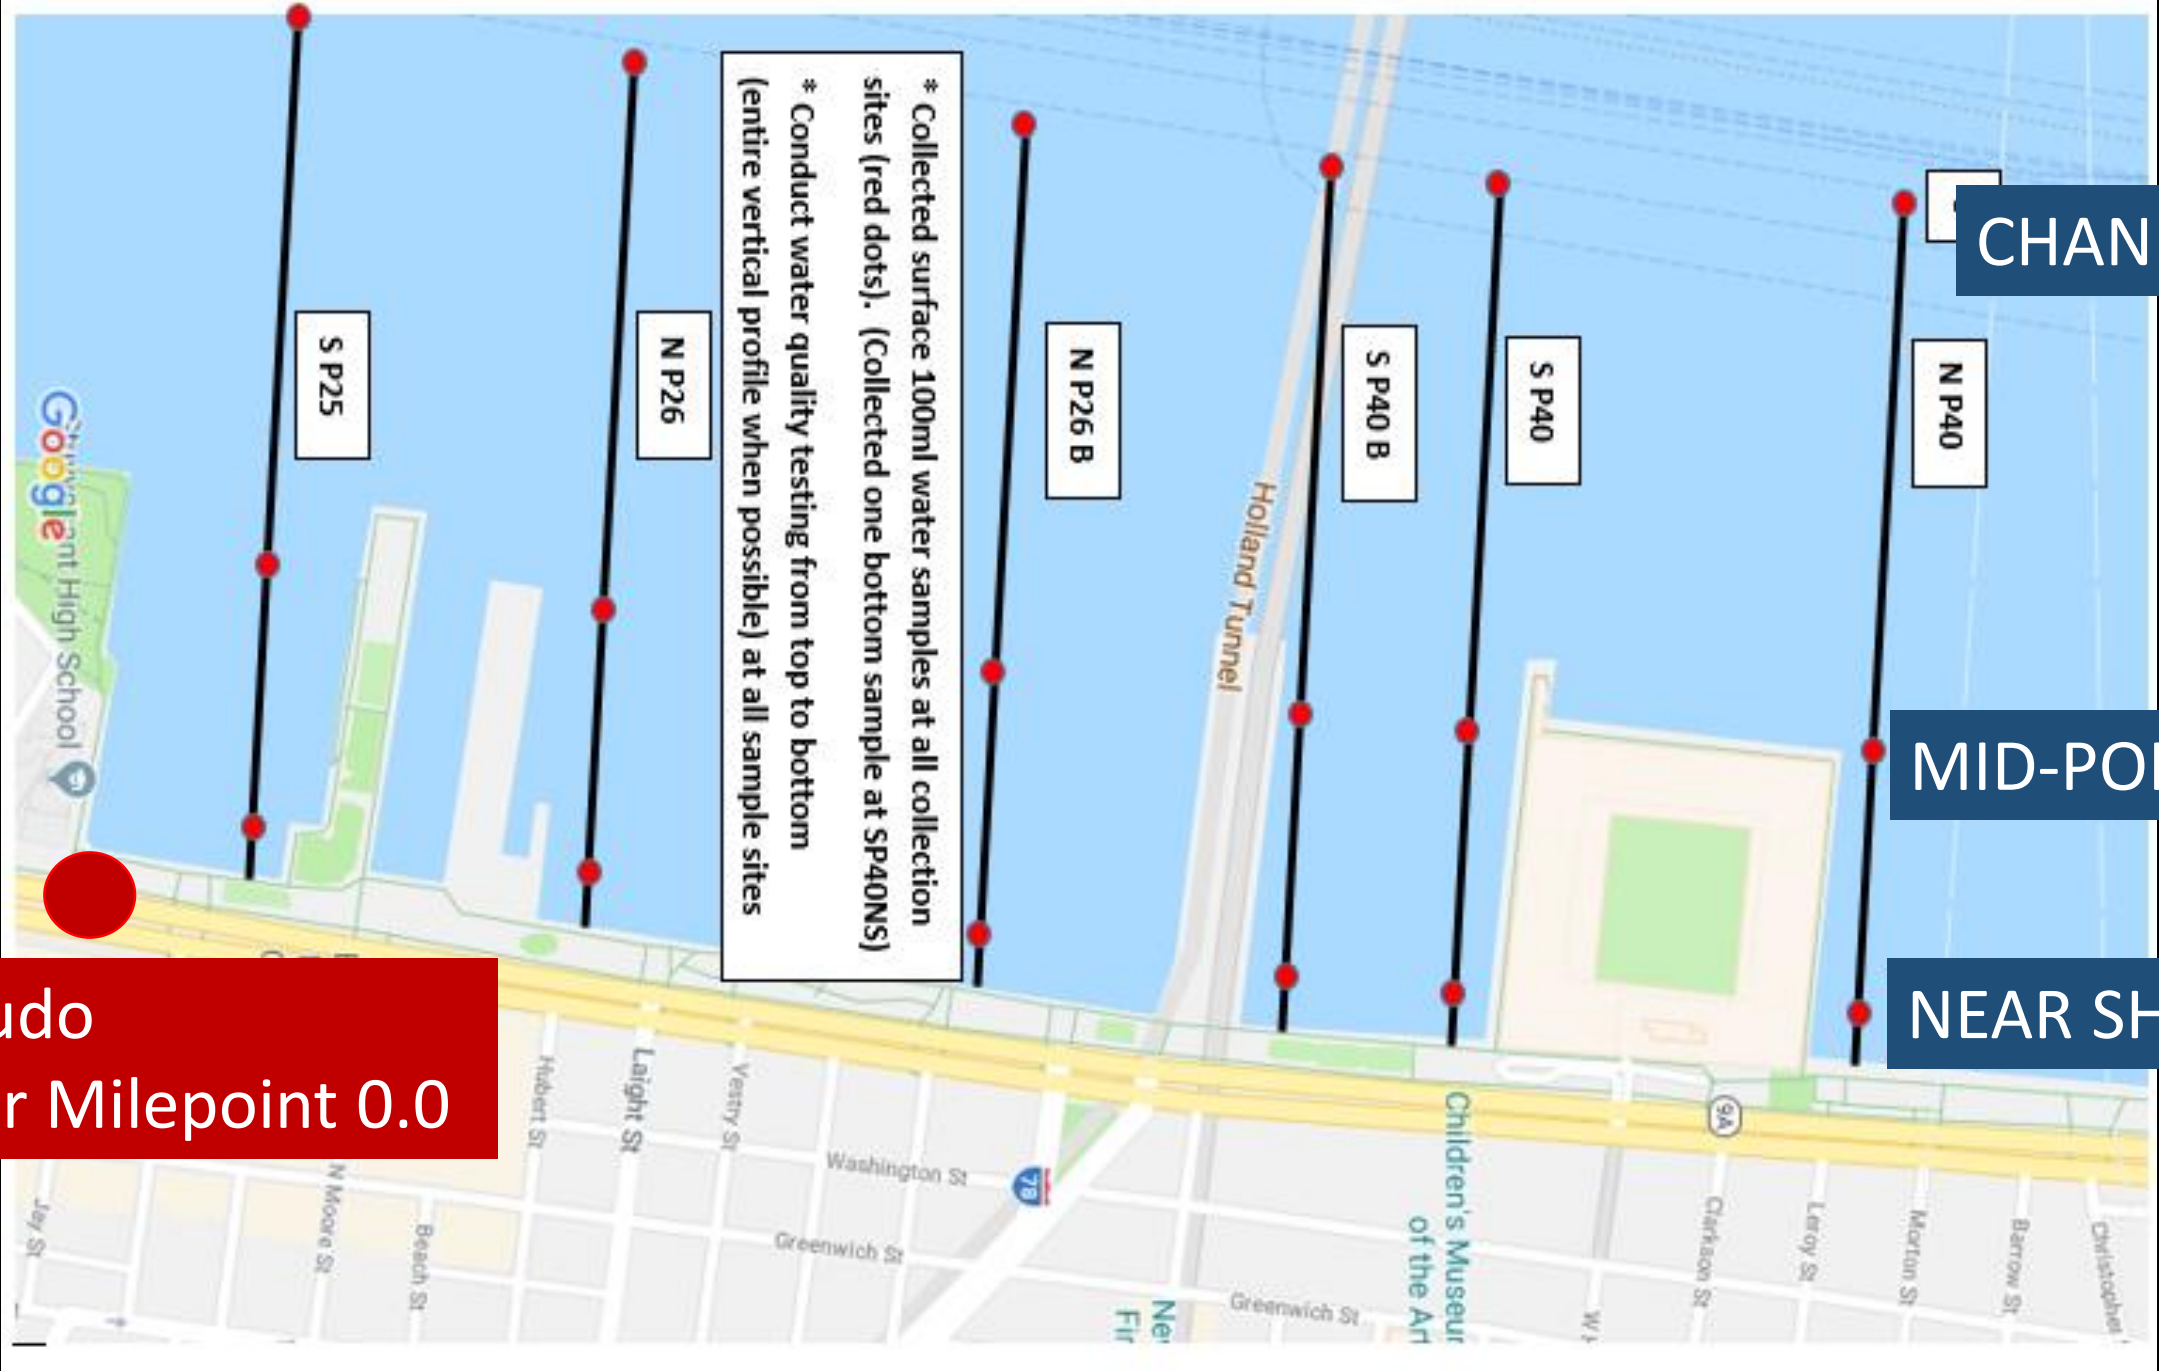 * Collected surface 100ml water samples at all collection
sites (red dots). (Collected one bottom sample at SP40NS)
* Conduct water quality testing from top to bottom
(entire vertical profile when possible) at all sample sites
S P25
N P26
N P26 B
S P40 B
S P40
N P40
CHAN
MID-POI
NEAR SH
udo
r Milepoint 0.0
Holland Tunnel
Google
High School
Hubert St
Laight St
Vestry St
Washington St
Greenwich St
Greenwich St
78
9A
Children's Museum
of the Art
Jay St
N Moore St
Beach St
Clarkson St
Leroy St
Morton St
Barrow St
Christopher